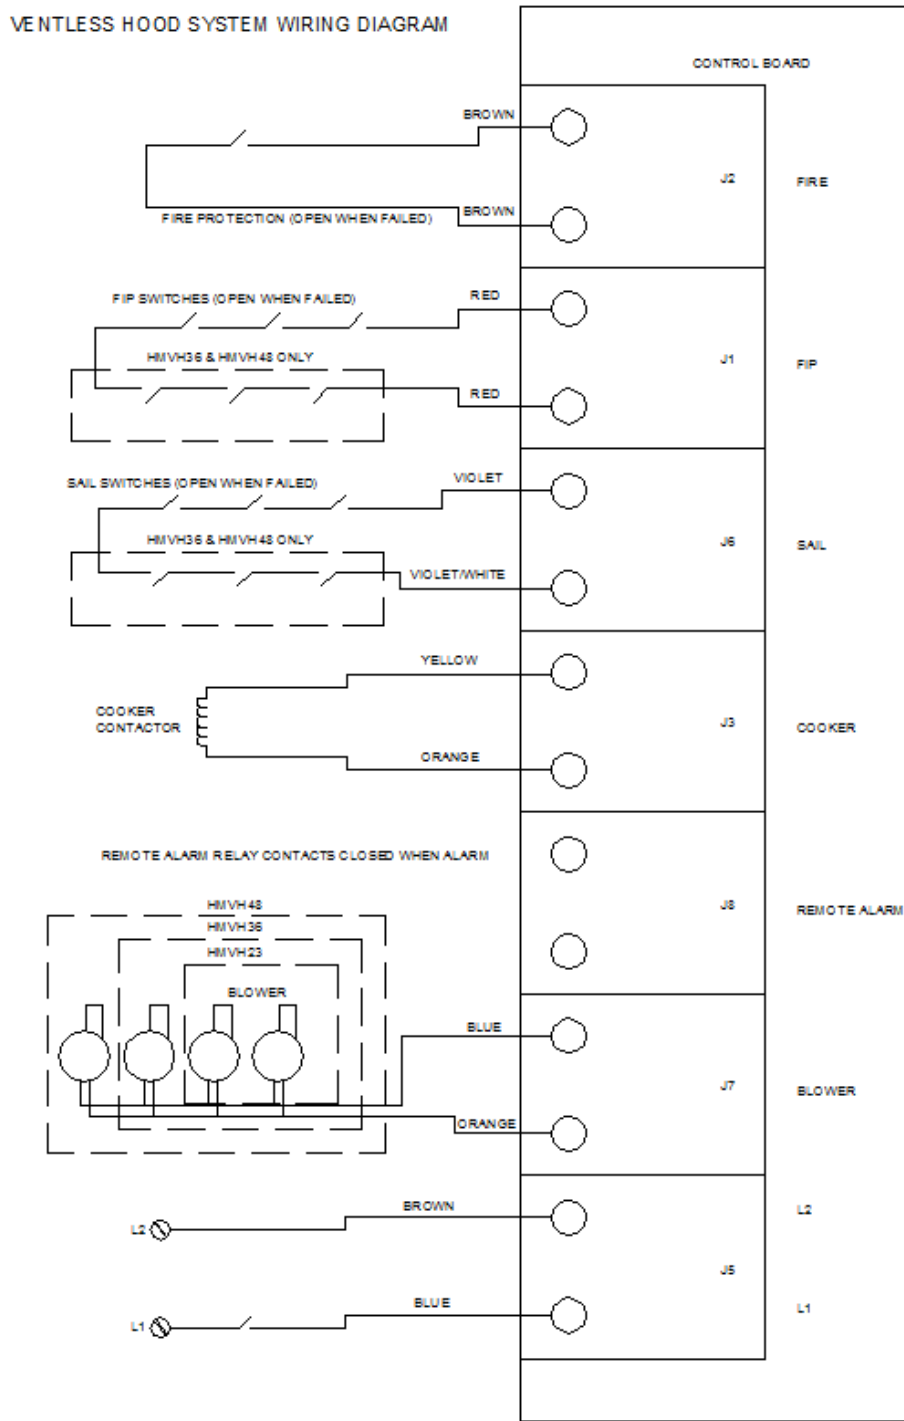 VENTLESS HOOD SYSTEM WIRING DIAGRAM
CONTROL BOARD
BROWN
J2
FIRE
BROWN
FIRE PROTECTION (OPEN WHEN FAILED)
FIP SWITCHES (OPEN WHEN FAILED)
RED
HMVH36 & HMVH48 ONLY
J1
FIP
RED
SAIL SWITCHES (OPEN WHEN FAILED)
VIOLET
HMVH36 & HMVH48 ONLY
J6
SAIL
VIOLET/WHITE
YELLOW
COOKER
CONTACTOR
J3
COOKER
ORANGE
REMOTE ALARM RELAY CONTACTS CLOSED WHEN ALARM
J8
REMOTE ALARM
HMVH48
HMVH36
HMVH23
BLOWER
BLUE
J7
BLOWER
ORANGE
L2
BROWN
L2
J5
L1
BLUE
L1